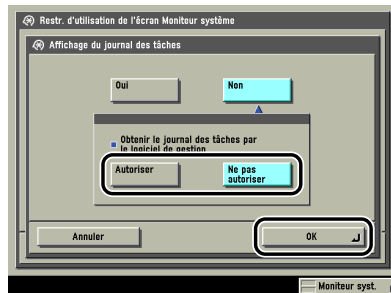 Restr. d'utilisation de l'écran Moniteur système
Affichage du journal des tâches
Oui
Non
Obtenir le journal des tâches par
le logiciel de gestion
Autoriser
Ne pas
autoriser
Annuler
OK
Moniteur syst.